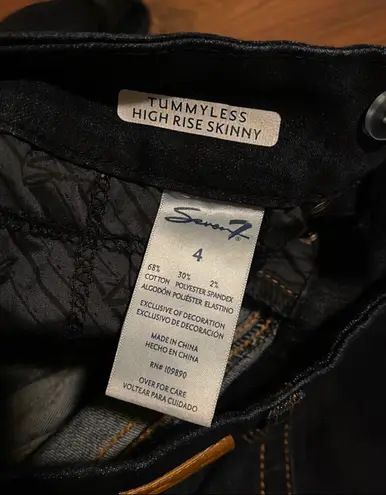 TUMMYLESS
HIGH RISE SKINNY
Seven7
4
68% 30% 2%
COTTON POLYESTER SPANDEX
ALGODÓN POLIÉSTER ELASTINO
EXCLUSIVE OF DECORATION
EXCLUSIVO DE DECORACIÓN
MADE IN CHINA
HECHO EN CHINA
RN# 109890
OVER FOR CARE
VOLTEAR PARA CUIDADO